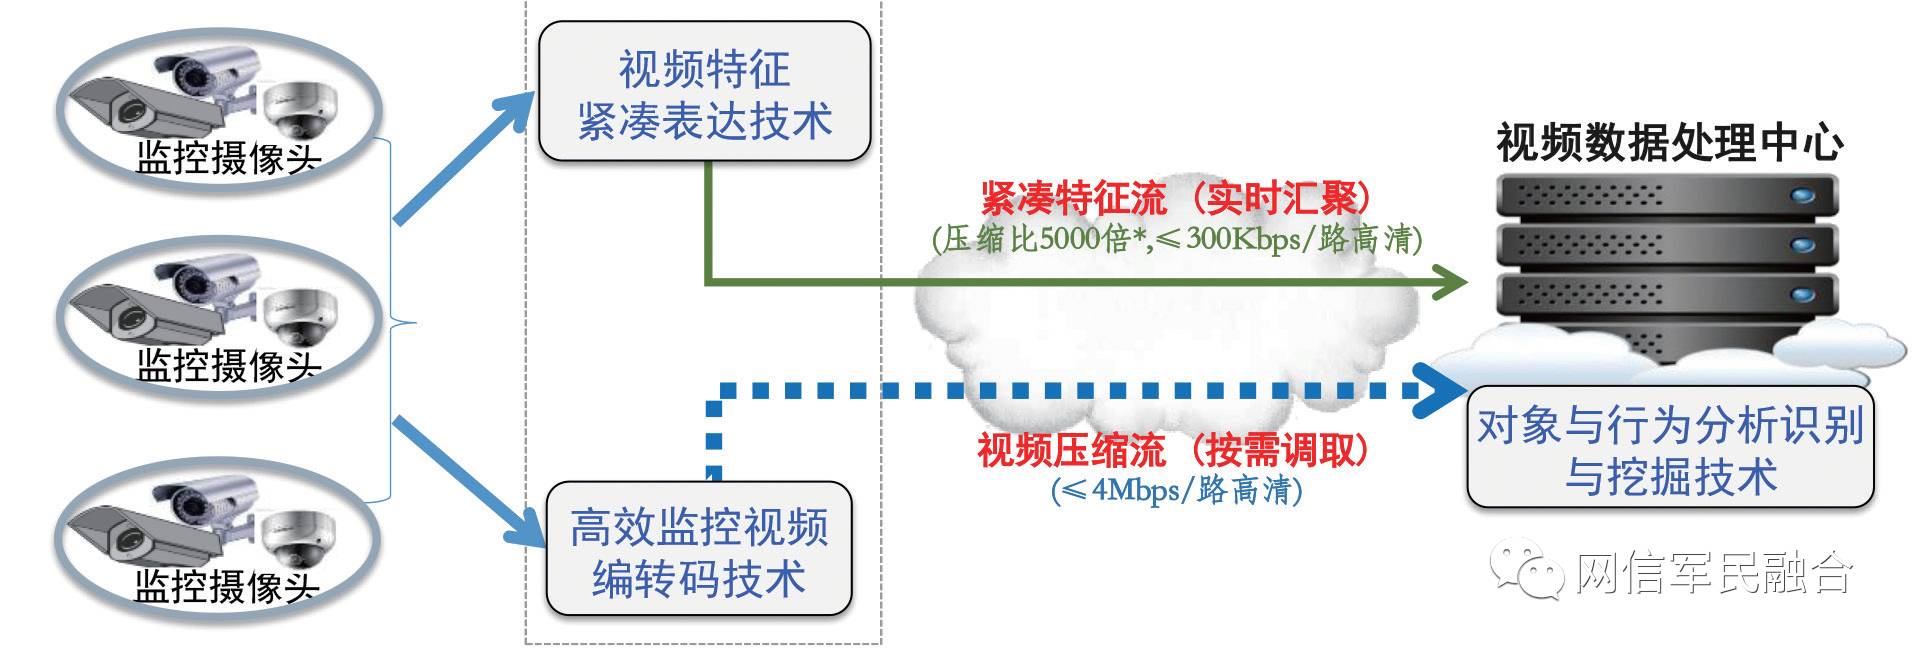 监控摄像头
监控摄像头
监控摄像头
视频特征
紧凑表达技术
高效监控视频
编转码技术
紧凑特征流（实时汇聚）
(压缩比5000倍*,≤300Kbps/路高清)
视频压缩流（按需调取）
(≤4Mbps/路高清)
视频数据处理中心
对象与行为分析识别
与挖掘技术
网信军民融合